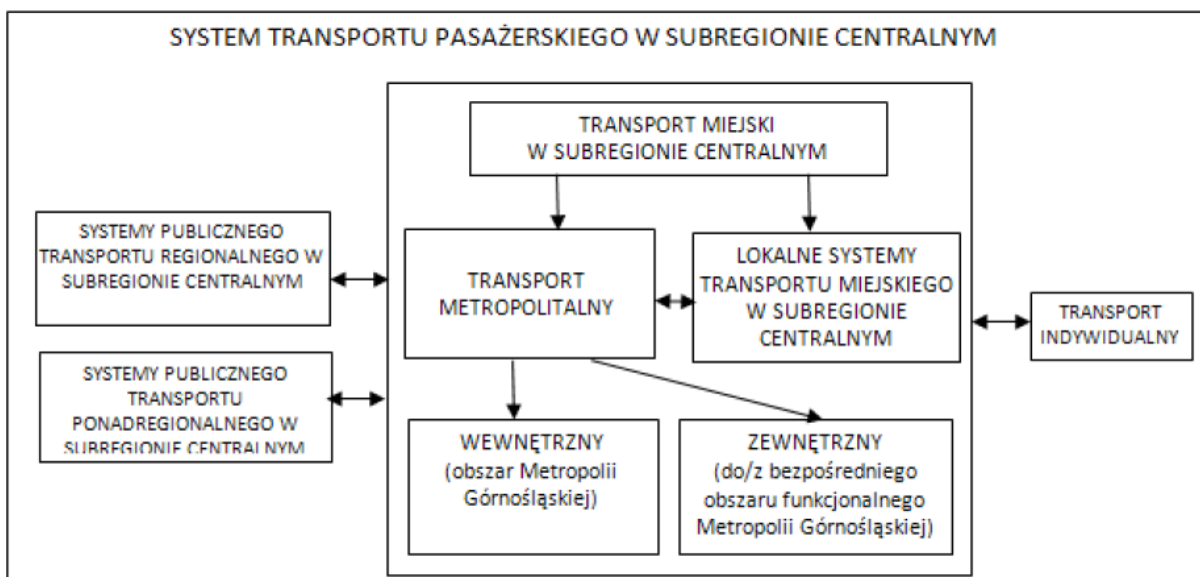 SYSTEM TRANSPORTU PASAŻERSKIEGO W SUBREGIONIE CENTRALNYM
TRANSPORT MIEJSKI
W SUBREGIONIE CENTRALNYM
SYSTEMY PUBLICZNEGO
TRANSPORTU REGIONALNEGO W
SUBREGIONIE CENTRALNYM
TRANSPORT
METROPOLITALNY
LOKALNE SYSTEMY
TRANSPORTU MIEJSKIEGO
W SUBREGIONIE
CENTRALNYM
TRANSPORT
INDYWIDUALNY
SYSTEMY PUBLICZNEGO
TRANSPORTU
PONADREGIONALNEGO W
SUBREGIONIE CENTRALNYM
WEWNĘTRZNY
(obszar Metropolii
Górnośląskiej)
ZEWNĘTRZNY
(do/z bezpośredniego
obszaru funkcjonalnego
Metropolii Górnośląskiej)